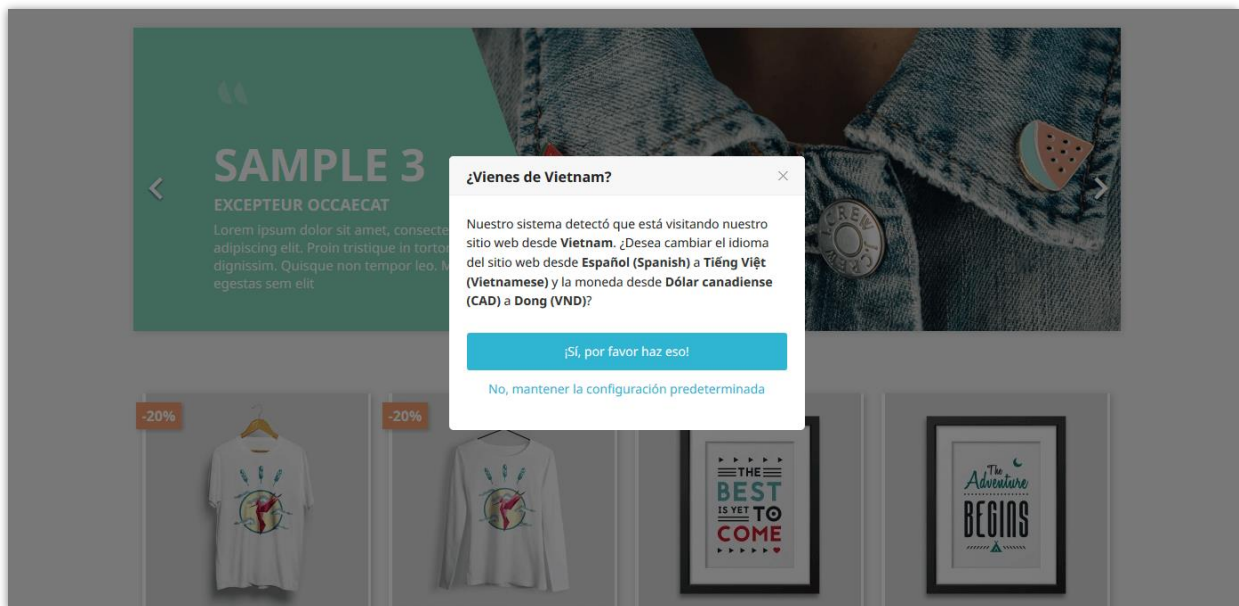 SAMPLE 3
EXCEPTEUR OCCAECAT
Lorem ipsum dolor sit amet, consecte
adipiscing elit. Proin tristique in tortor
dignissim. Quisque non tempor leo. M
egestas sem elit
¿Vienes de Vietnam?
Nuestro sistema detectó que está visitando nuestro
sitio web desde Vietnam. ¿Desea cambiar el idioma
del sitio web desde Español (Spanish) a Tiếng Việt
(Vietnamese) y la moneda desde Dólar canadiense
(CAD) a Dong (VND)?
¡Sí, por favor haz eso!
No, mantener la configuración predeterminada
J.CREW J.CREW
-20%
-20%
THE
BEST
IS YET TO
COME
The
Adventure
BEGINS